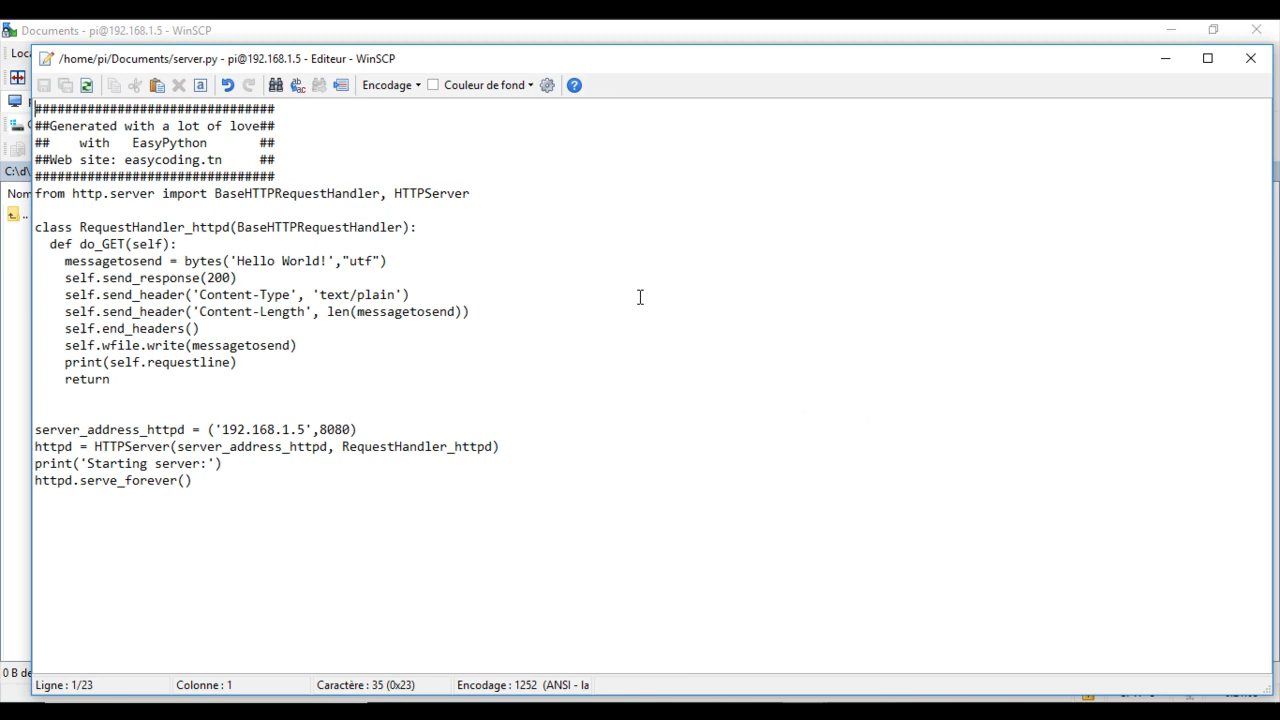 Documents - pi@192.168.1.5 - WinSCP
/home/pi/Documents/server.py - pi@192.168.1.5 - Editeur - WinSCP
Encodage
Couleur de fond
################################
##Generated with a lot of love##
## with EasyPython ##
##Web site: easycoding.tn ##
################################
from http.server import BaseHTTPRequestHandler, HTTPServer
class RequestHandler_httpd(BaseHTTPRequestHandler):
def do_GET(self):
messagetosend = bytes('Hello World!',"utf")
self.send_response(200)
self.send_header('Content-Type', 'text/plain')
self.send_header('Content-Length', len(messagetosend))
self.end_headers()
self.wfile.write(messagetosend)
print(self.requestline)
return
server_address_httpd = ('192.168.1.5',8080)
httpd = HTTPServer(server_address_httpd, RequestHandler_httpd)
print('Starting server:')
httpd.serve_forever()
Ligne : 1/23 Colonne : 1 Caractère : 35 (0x23) Encodage : 1252 (ANSI - la